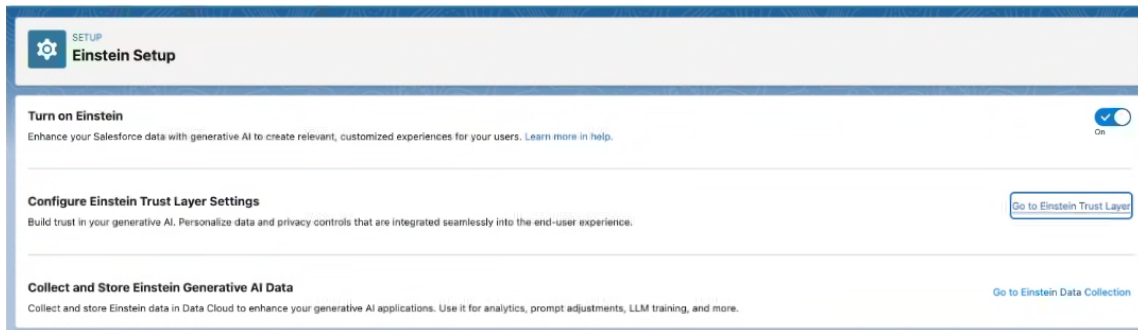 SETUP
Einstein Setup
Turn on Einstein
Enhance your Salesforce data with generative AI to create relevant, customized experiences for your users. Learn more in help.
On
Configure Einstein Trust Layer Settings
Go to Einstein Trust Layer
Build trust in your generative AI. Personalize data and privacy controls that are integrated seamlessly into the end-user experience.
Collect and Store Einstein Generative AI Data
Go to Einstein Data Collection
Collect and store Einstein data in Data Cloud to enhance your generative AI applications. Use it for analytics, prompt adjustments, LLM training, and more.